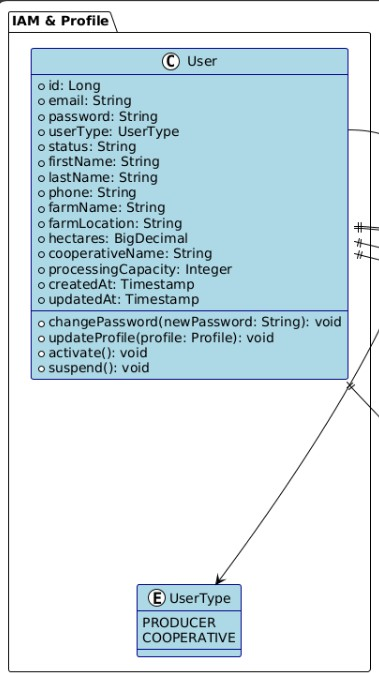 IAM & Profile
C User
id: Long
email: String
password: String
userType: UserType
status: String
firstName: String
lastName: String
phone: String
farmName: String
farmLocation: String
hectares: BigDecimal
cooperativeName: String
processingCapacity: Integer
createdAt: Timestamp
updatedAt: Timestamp
changePassword(newPassword: String): void
updateProfile(profile: Profile): void
activate(): void
suspend(): void
E UserType
PRODUCER
COOPERATIVE